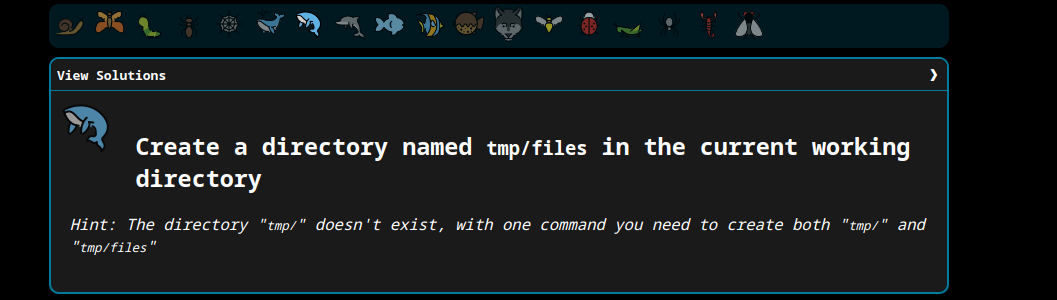 View Solutions
Create a directory named tmp/files in the current working
directory
Hint: The directory "tmp/" doesn't exist, with one command you need to create both "tmp/" and
"tmp/files"